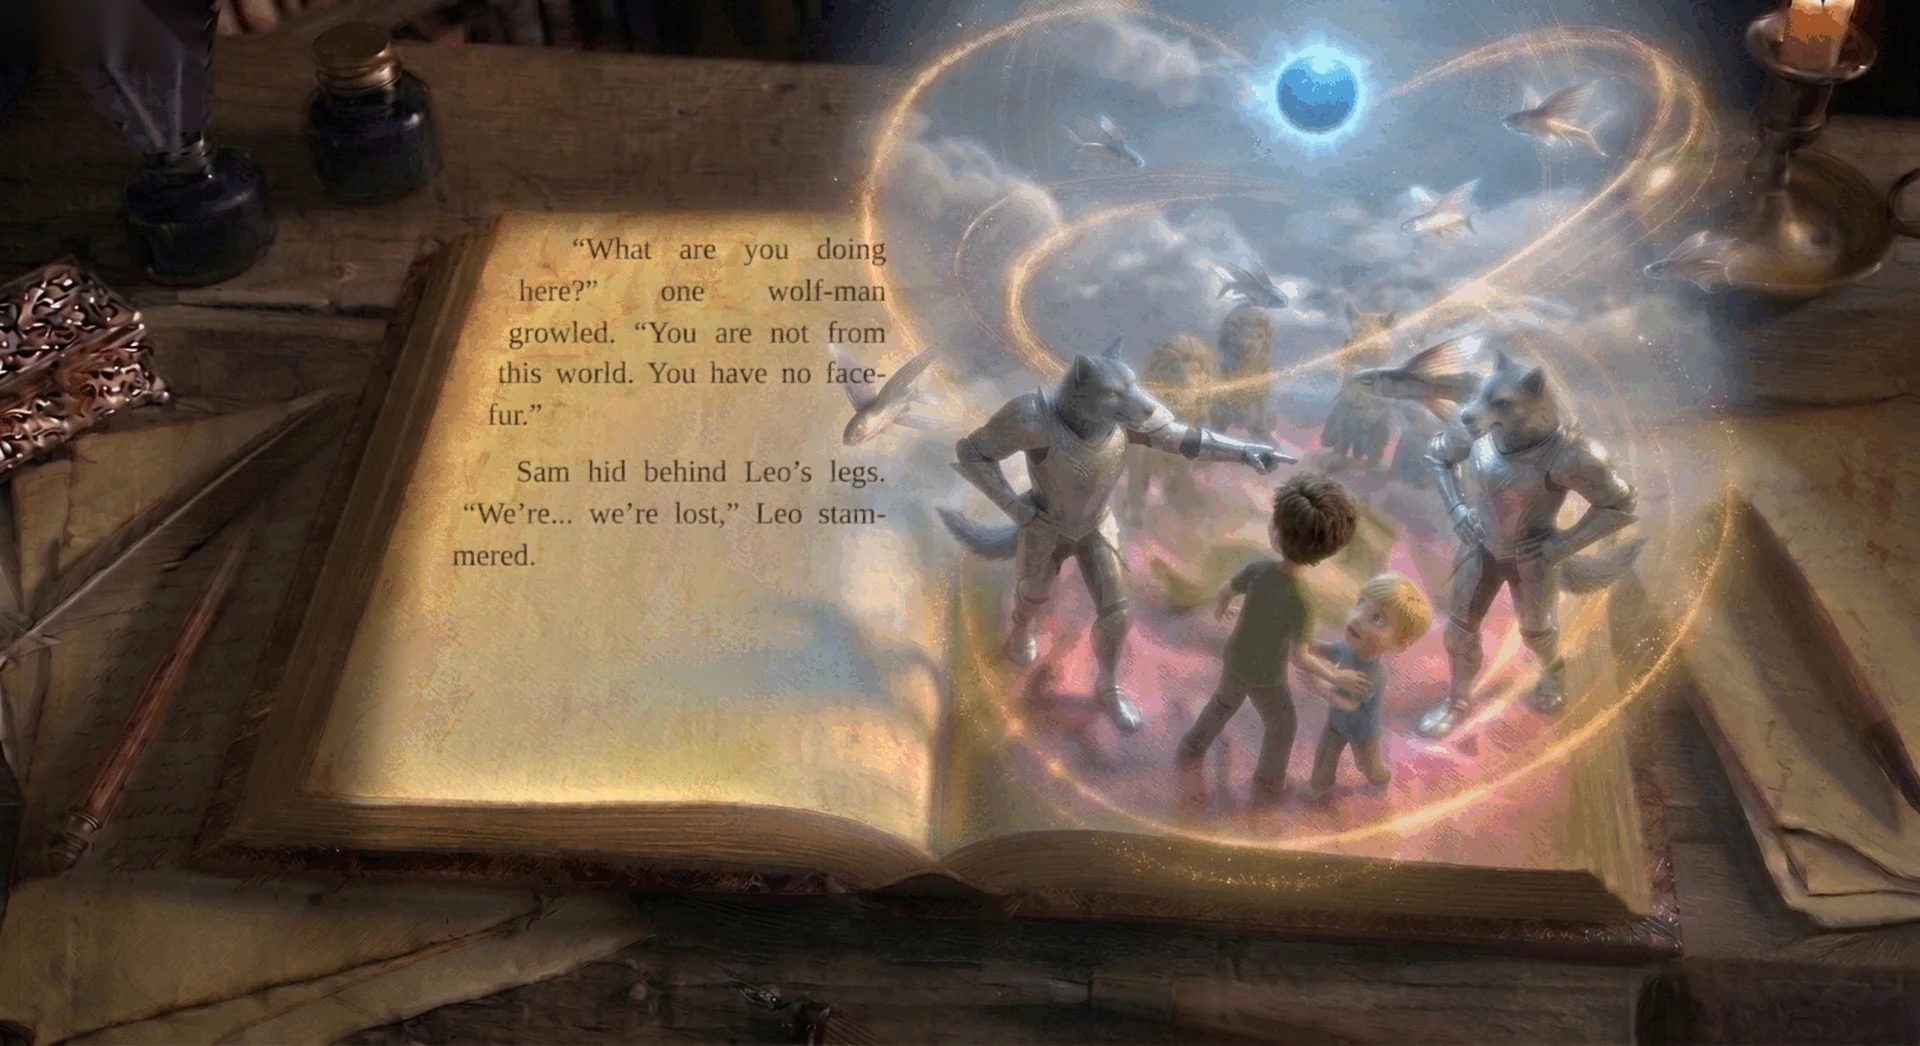 “What are you doing
here?” one wolf-man
growled. “You are not from
this world. You have no face-
fur.”
Sam hid behind Leo’s legs.
“We’re... we’re lost,” Leo stam-
mered.